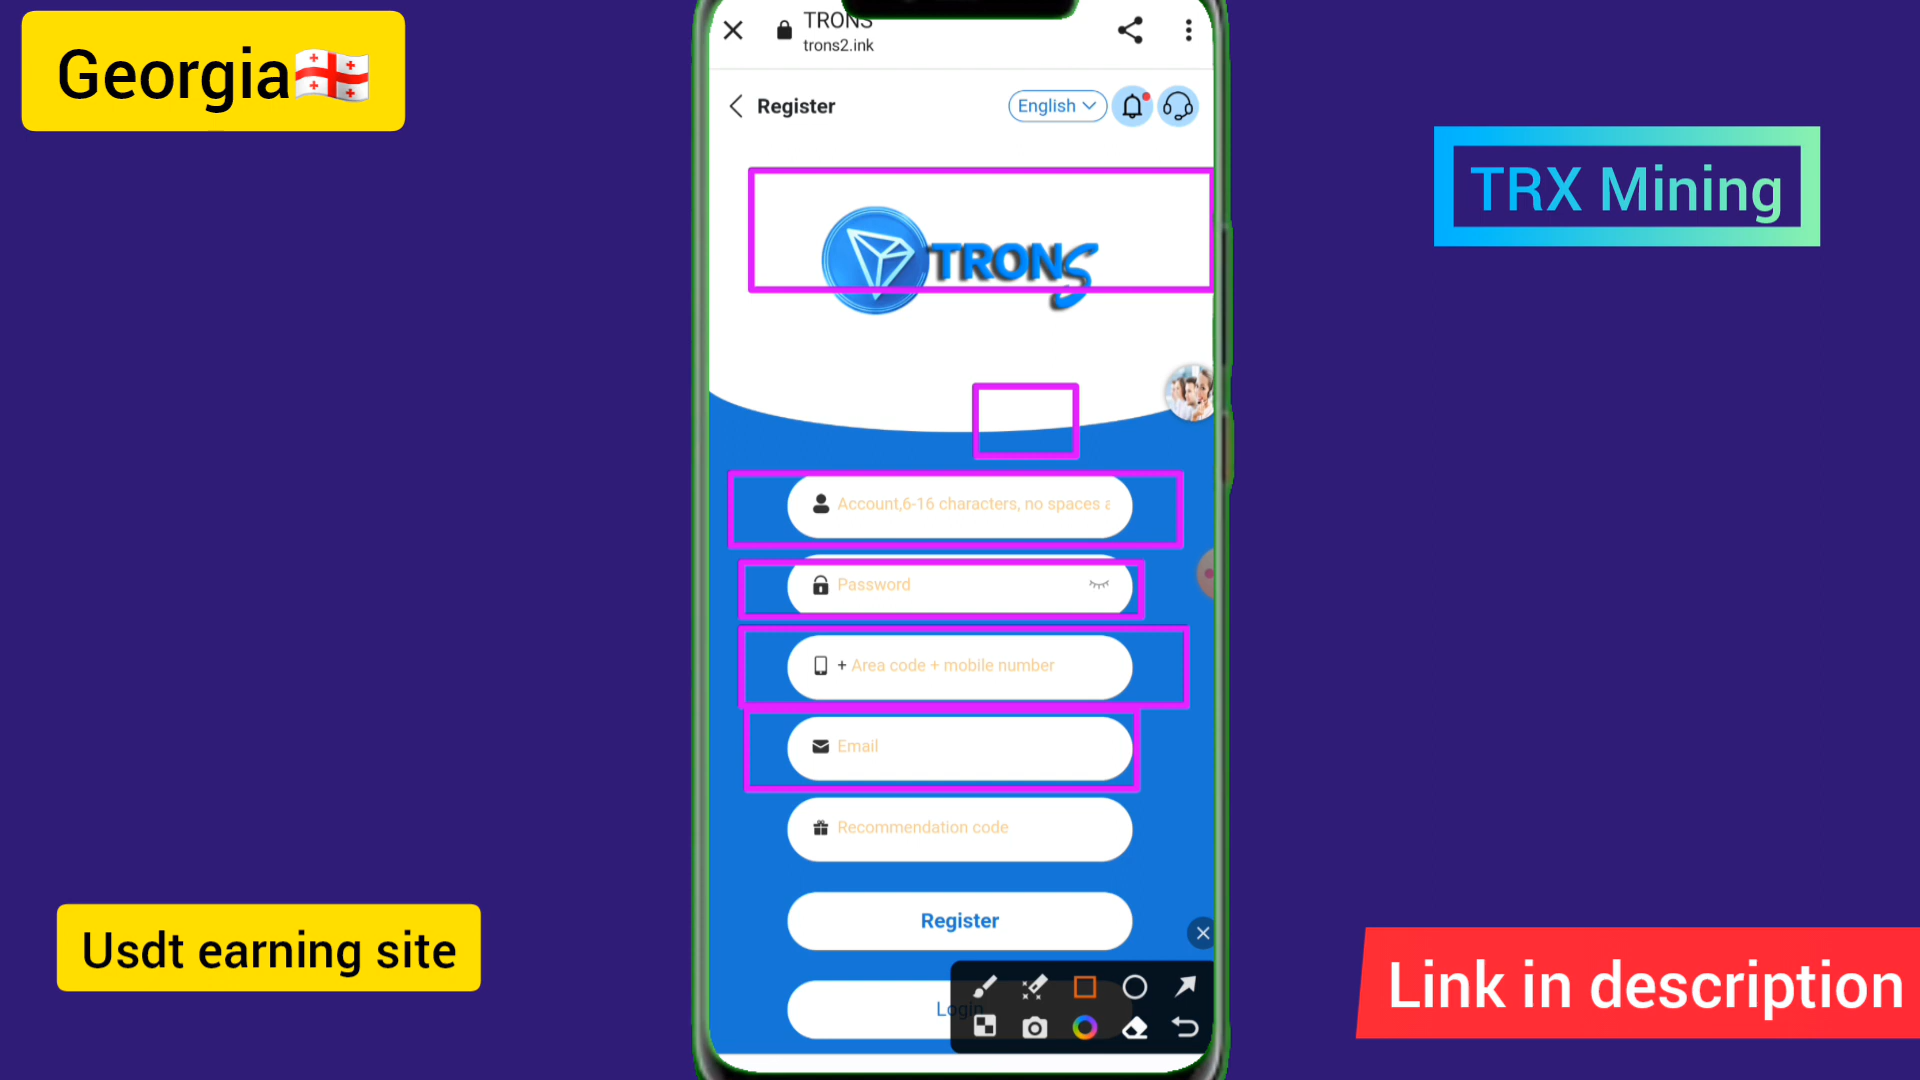 Georgia🇬🇪
TRONS
trons2.ink
Register
English
TRX Mining
TRONS
Account,6-16 characters, no spaces a
Password
+ Area code + mobile number
Email
Recommendation code
Register
Login
Usdt earning site
Link in description